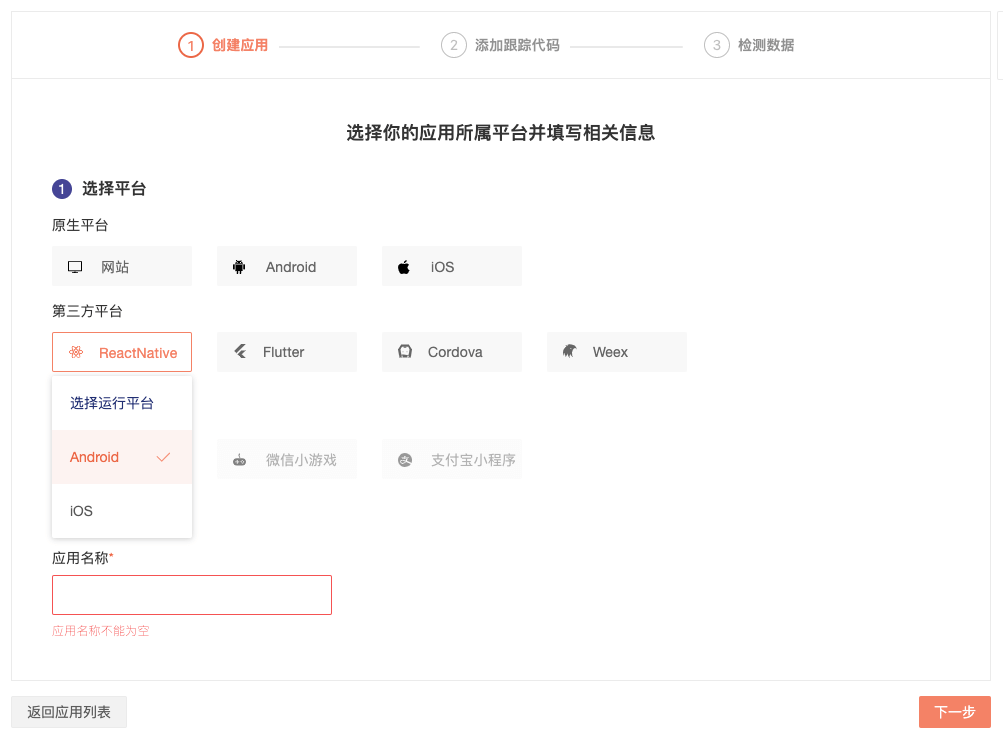 1 创建应用 2 添加跟踪代码 3 检测数据
选择你的应用所属平台并填写相关信息
1 选择平台
原生平台
网站 Android iOS
第三方平台
ReactNative Flutter Cordova Weex
选择运行平台
Android
微信小游戏 支付宝小程序
iOS
应用名称*
应用名称不能为空
返回应用列表 下一步